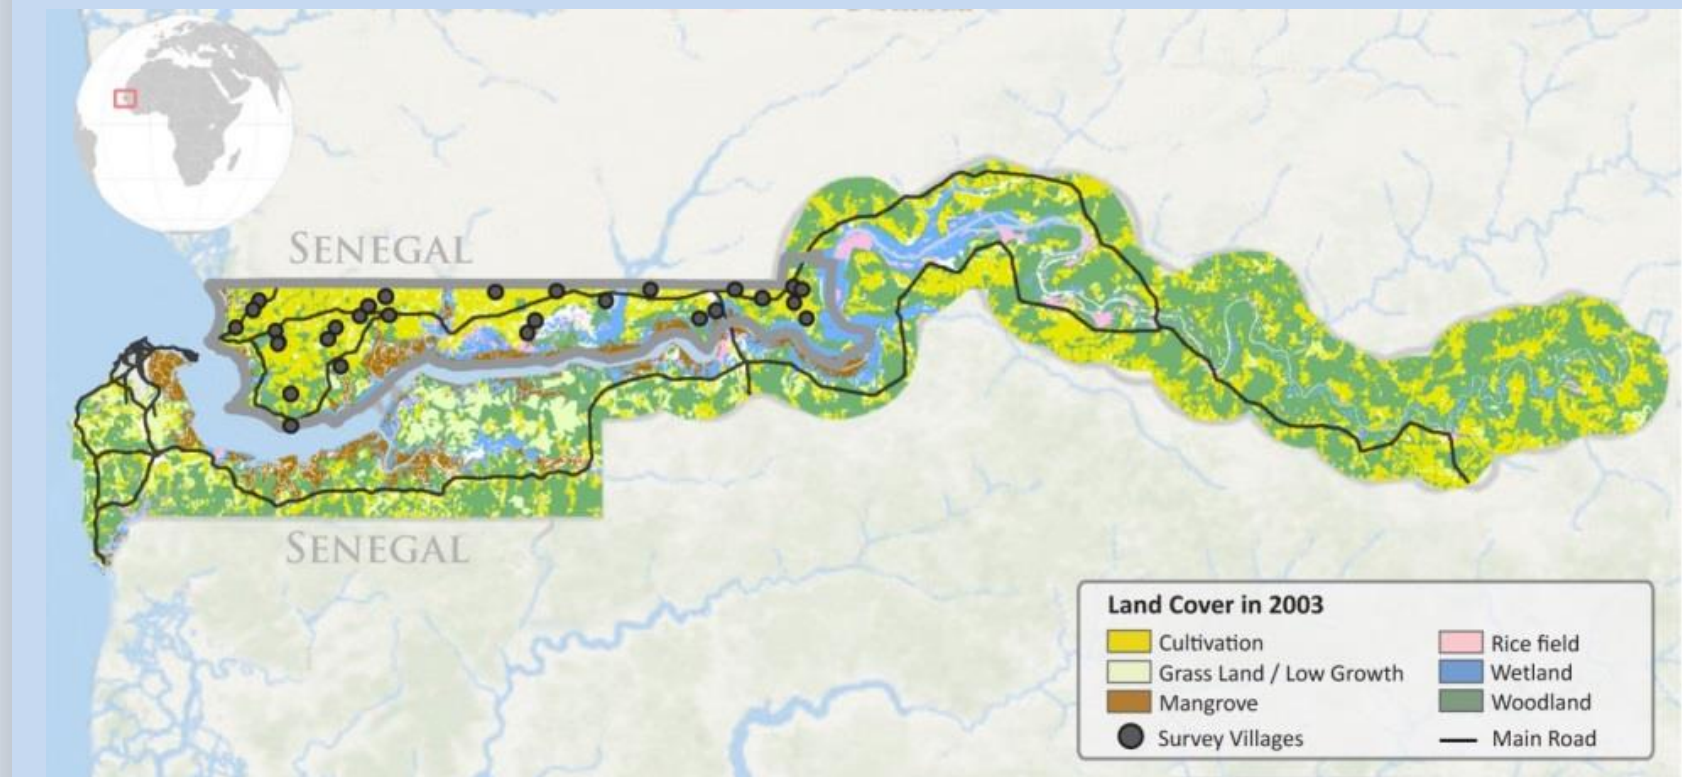 SENEGAL
SENEGAL
Land Cover in 2003
Cultivation
Grass Land / Low Growth
Mangrove
Survey Villages
Rice field
Wetland
Woodland
Main Road